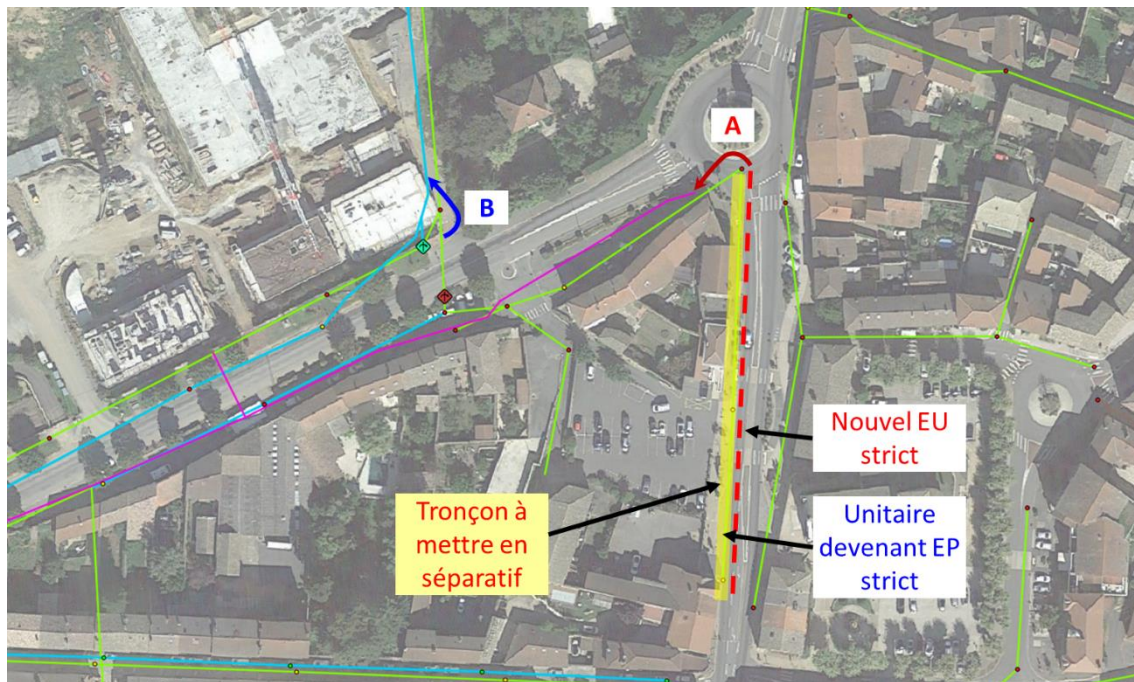 A
B
Nouvel EU
strict
Tronçon à
mettre en
séparatif
Unitaire
devenant EP
strict